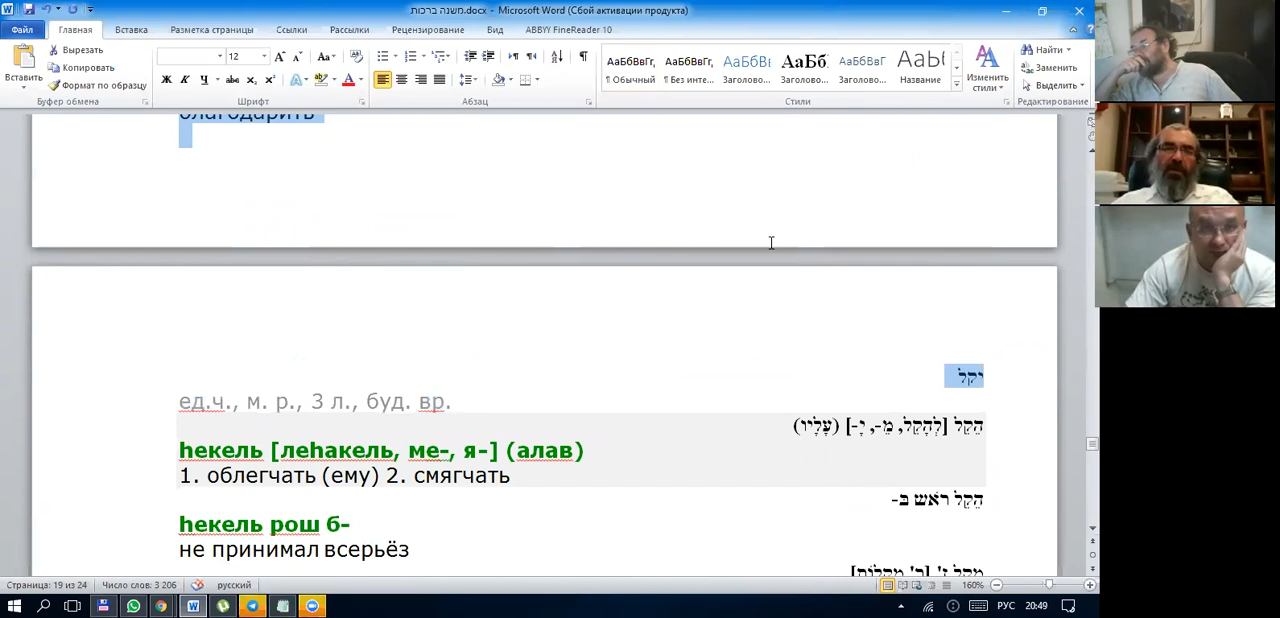 משנה ברכות.docx - Microsoft Word (Сбой активации продукта)
Файл Главная Вставка Разметка страницы Ссылки Рассылки Рецензирование Вид ABBYY FineReader 10
Вставить Вырезать Копировать Формат по образцу
Буфер обмена
12
Ж К Ч
Шрифт
Абзац
АаБбВвГг, АаБбВвГг, АаБбВв АаБб АаБбВвГ АаБ
¶ Обычный ¶ Без инте... Заголово... Заголово... Заголово... Название
Изменить стили
Стили
Найти
Заменить
Выделить
Редактирование
благодарить
יקל
ед.ч., м. р., 3 л., буд. вр.
הֵקֵל [לְהָקֵל, מֵ-, יָ-] (עָלָיו)
hекель [леhакель, ме-, я-] (алав)
1. облегчать (ему) 2. смягчать
הֵקֵל רֹאשׁ בּ-
hекель рош б-
не принимал всерьёз
Страница: 19 из 24 Число слов: 3 206 русский 160%
РУС 20:49